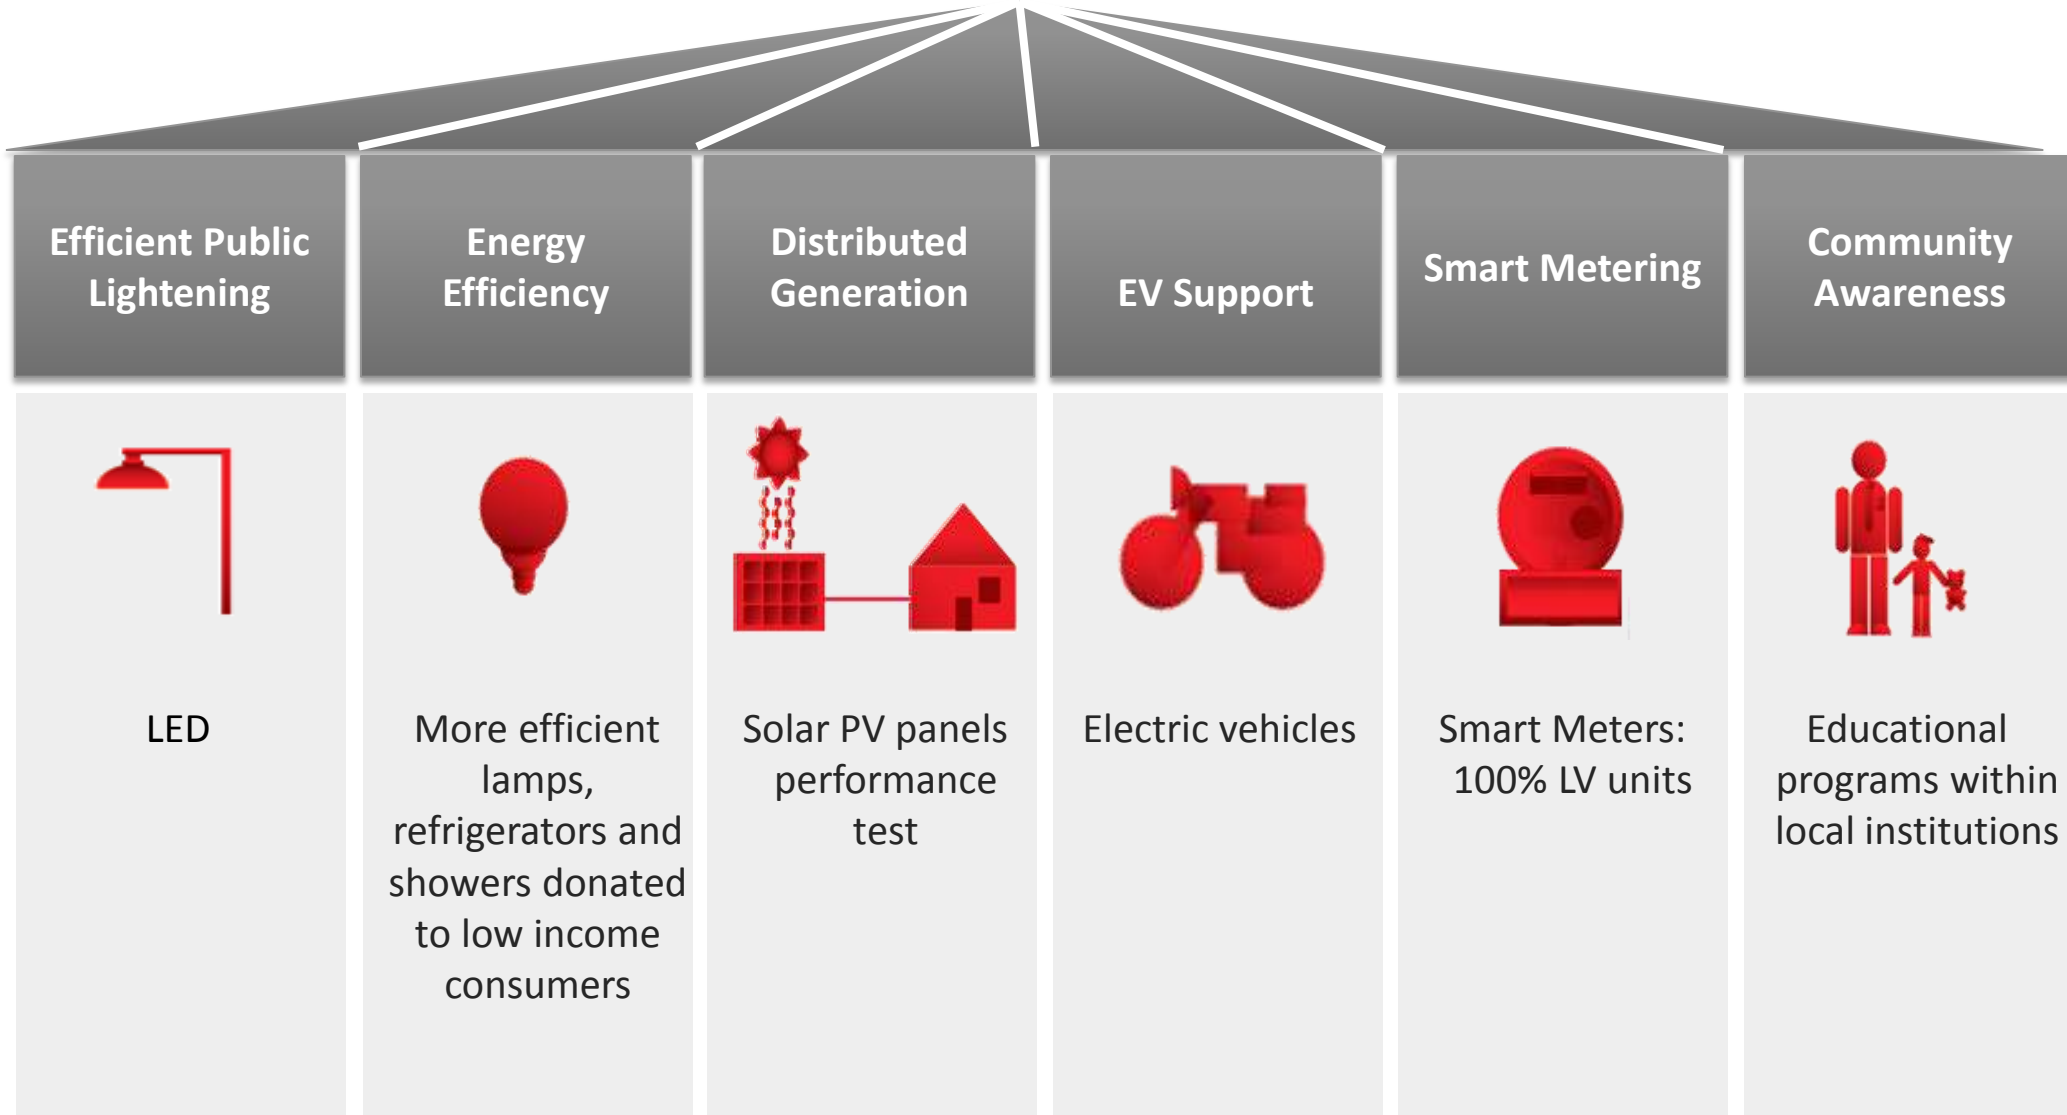 Efficient Public
Lightening
Energy
Efficiency
Distributed
Generation
EV Support
Smart Metering
Community
Awareness
LED
More efficient
lamps,
refrigerators and
showers donated
to low income
consumers
Solar PV panels
performance
test
Electric vehicles
Smart Meters:
100% LV units
Educational
programs within
local institutions